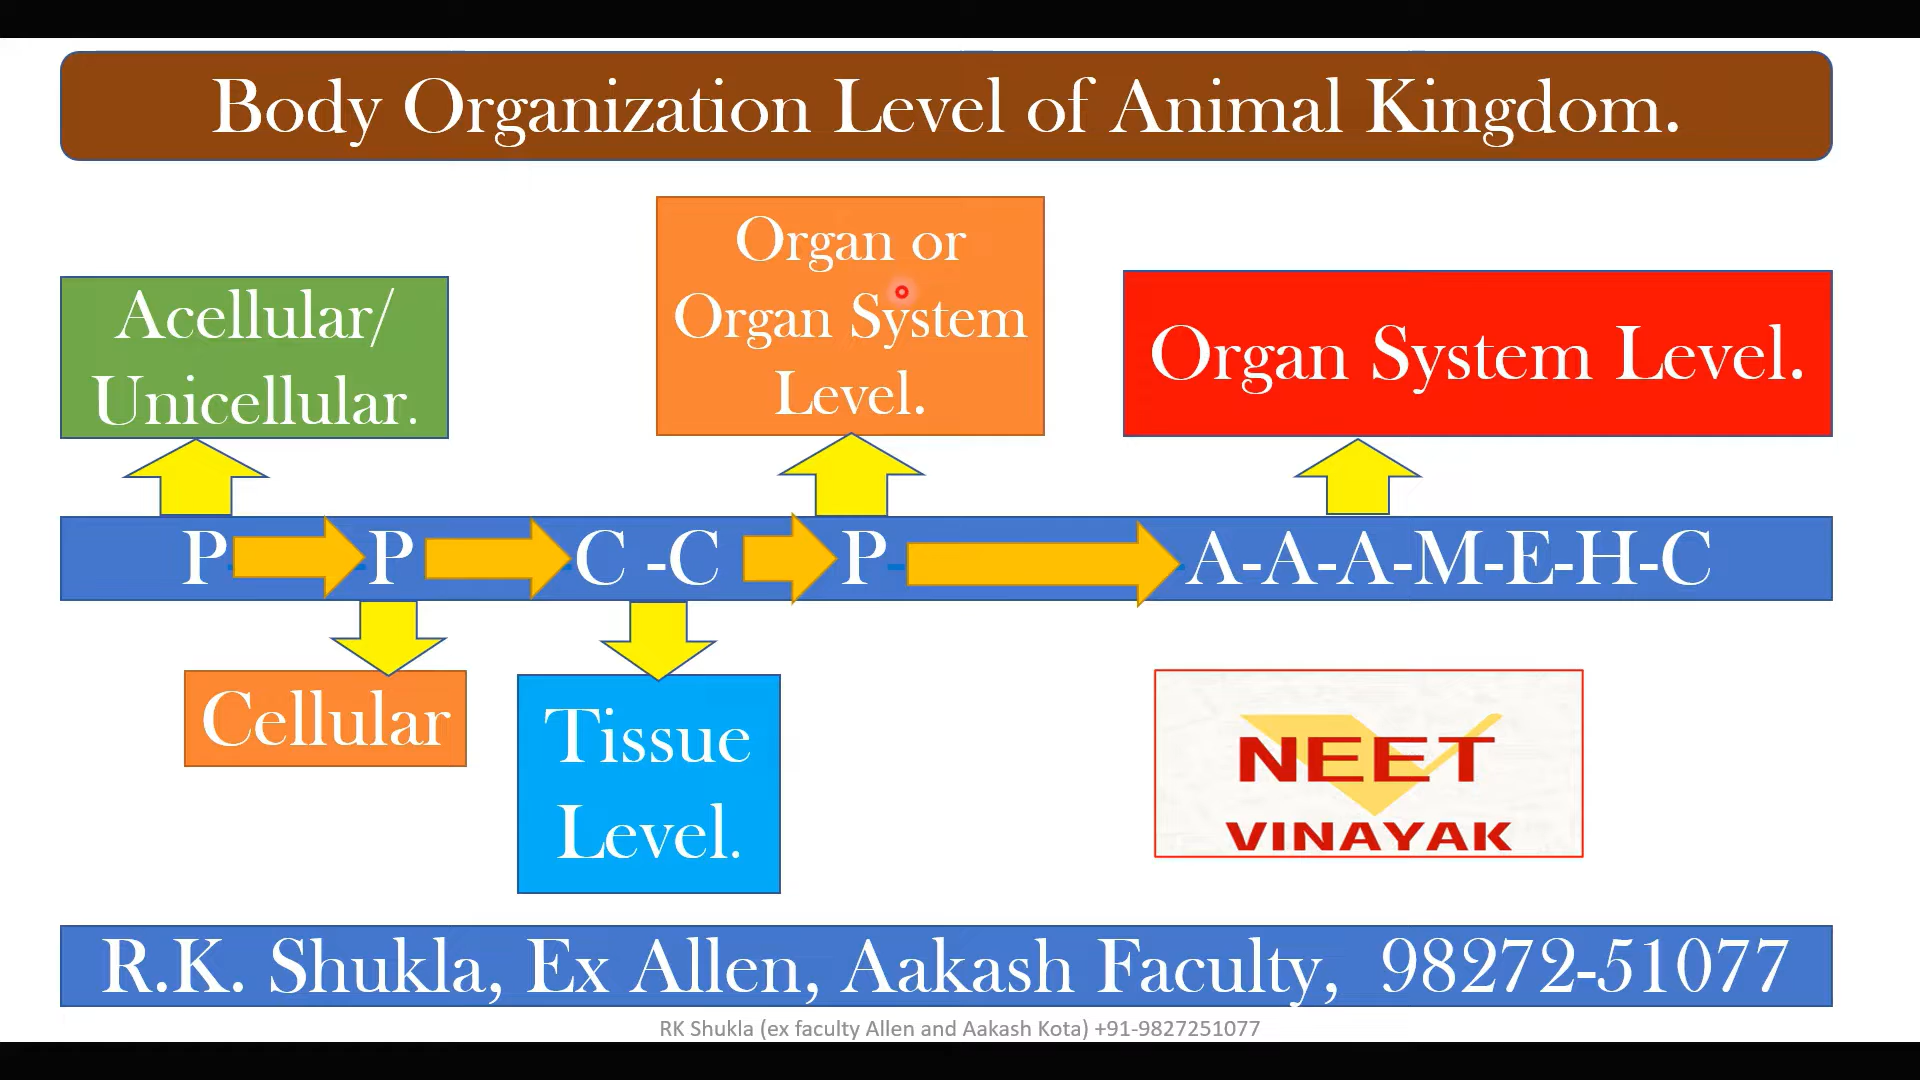 Body Organization Level of Animal Kingdom.
Organ or
Organ System
Level.
Acellular/
Unicellular.
Organ System Level.
P P C -C P- -A-A-A-M-E-H-C
Cellular
Tissue
Level.
NEET
VINAYAK
R.K. Shukla, Ex Allen, Aakash Faculty, 98272-51077
RK Shukla (ex faculty Allen and Aakash Kota) +91-9827251077